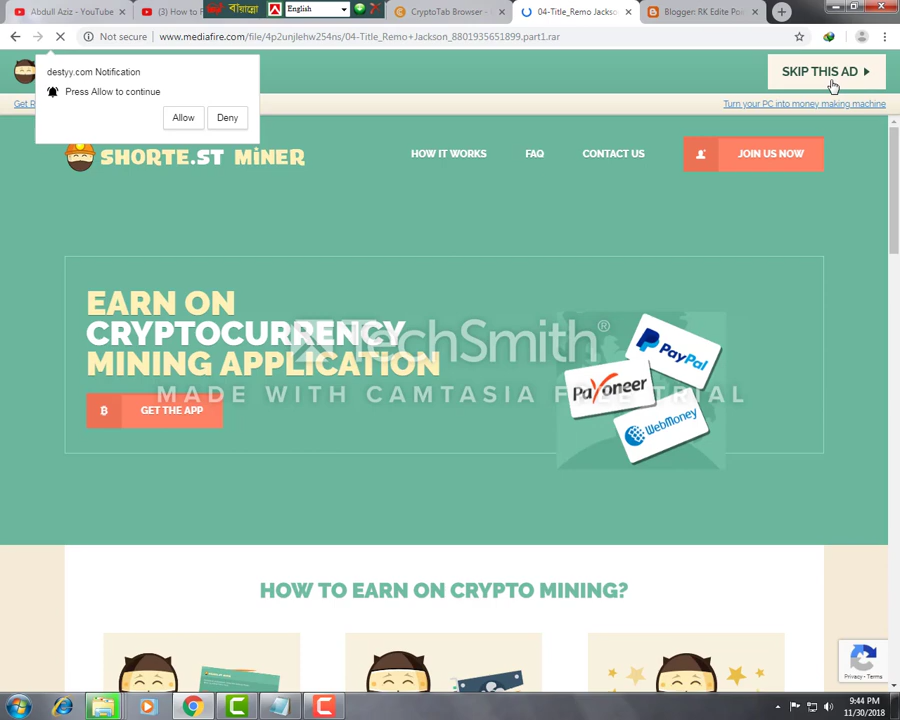 Abdull Aziz - YouTube
(3) How to F
বায়ান্নো
English
CryptoTab Browser -
04-Title_Remo Jackso
Blogger: RK Edite Poi
Not secure
www.mediafire.com/file/4p2unjlehw254ns/04-Title_Remo+Jackson_8801935651899.part1.rar
destyy.com Notification
Press Allow to continue
Allow
Deny
SKIP THIS AD
Get R
Turn your PC into money making machine
SHORTE.ST MiNER
HOW IT WORKS
FAQ
CONTACT US
JOIN US NOW
EARN ON
CRYPTOCURRENCY
MINING APPLICATION
GET THE APP
PayPal
Payoneer
WebMoney
TechSmith®
MADE WITH CAMTASIA FREE TRIAL
HOW TO EARN ON CRYPTO MINING?
Privacy - Terms
9:44 PM
11/30/2018